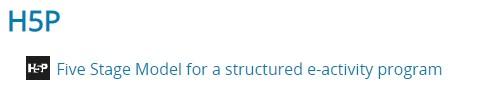 H5P
H5P Five Stage Model for a structured e-activity program